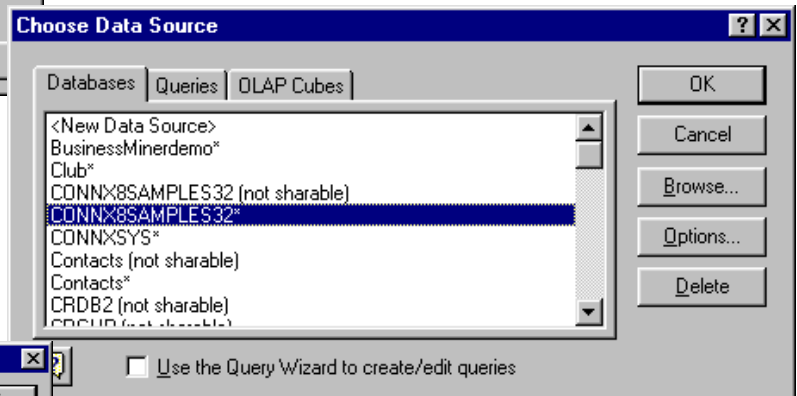 Choose Data Source
Databases Queries OLAP Cubes
<New Data Source>
BusinessMinerdemo*
Club*
CONNX8SAMPLES32 (not sharable)
CONNX8SAMPLES32*
CONNXSYS*
Contacts (not sharable)
Contacts*
CRDB2 (not sharable)
OK
Cancel
Browse...
Options...
Delete
Use the Query Wizard to create/edit queries